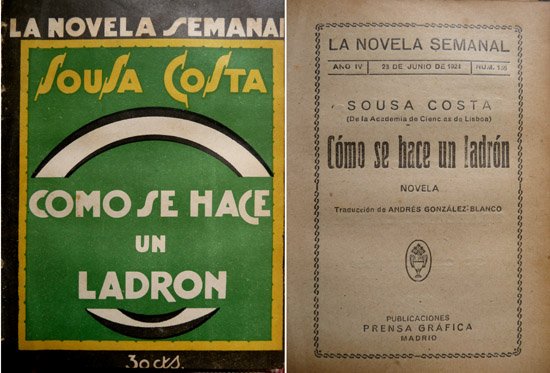 LA NOVELA SEMANAL
SOUSA COSTA
COMO SE HACE
UN
LADRON
30 cts.
LA NOVELA SEMANAL
AÑO IV
23 DE JUNIO DE 1924
NÚM.
SOUSA COSTA
(De la Academia de Ciencias de Lisboa)
Cómo se hace un ladrón
NOVELA
Traducción de ANDRÉS GONZÁLEZ-BLANCO
PUBLICACIONES
PRENSA GRÁFICA
MADRID